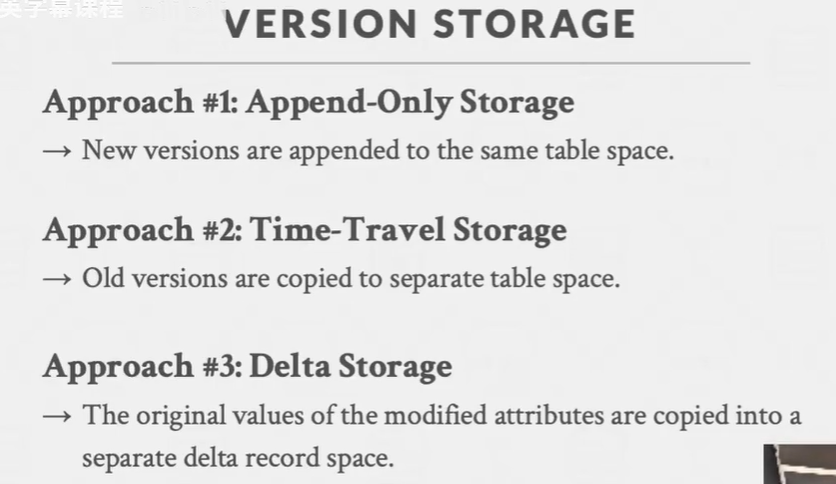 英字幕课程
VERSION STORAGE
Approach #1: Append-Only Storage
→ New versions are appended to the same table space.
Approach #2: Time-Travel Storage
→ Old versions are copied to separate table space.
Approach #3: Delta Storage
→ The original values of the modified attributes are copied into a
separate delta record space.